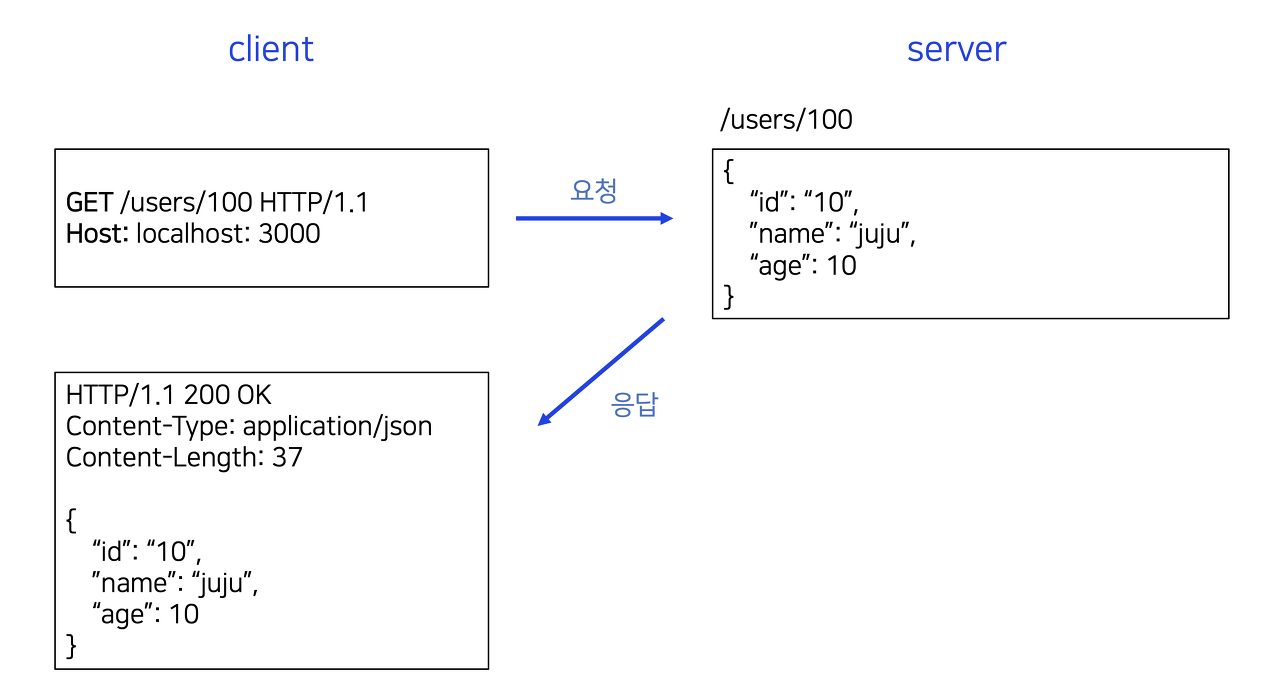 client
server
/users/100
GET /users/100 HTTP/1.1
Host: localhost: 3000
요청
{
“id”: “10”,
”name”: “juju”,
“age”: 10
}
응답
HTTP/1.1 200 OK
Content-Type: application/json
Content-Length: 37
{
“id”: “10”,
”name”: “juju”,
“age”: 10
}